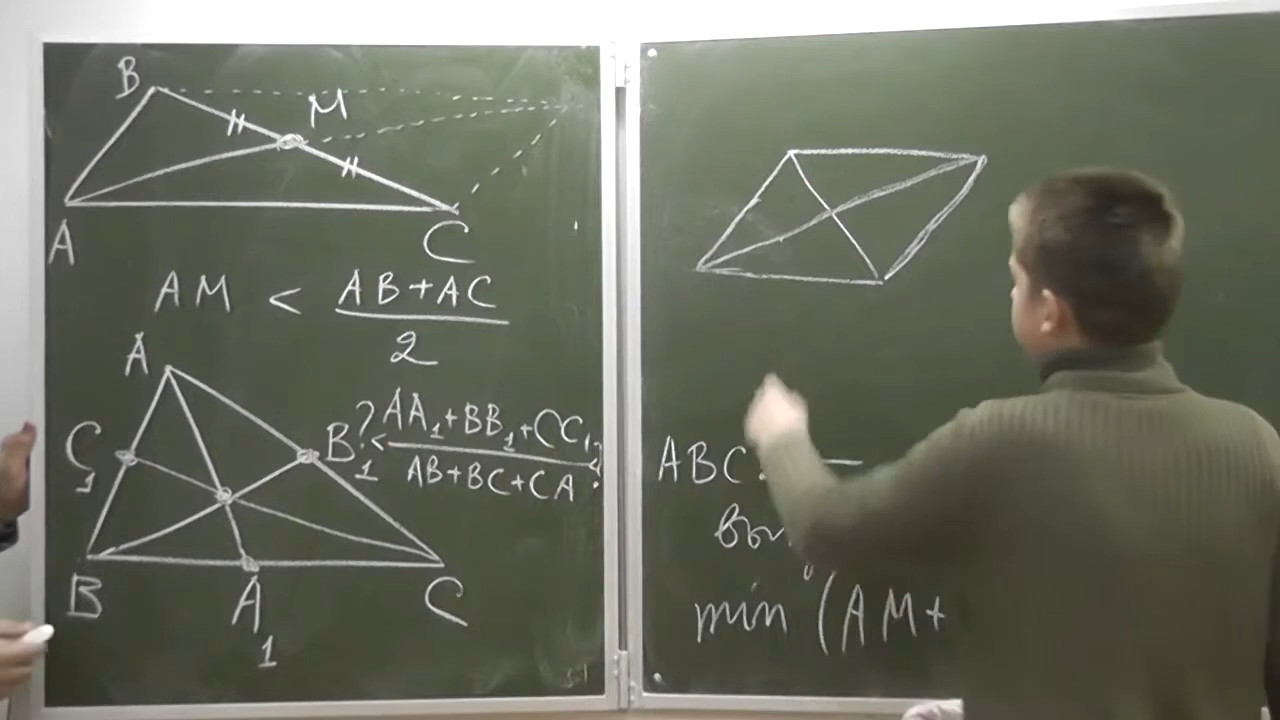 B
M
A
C
AM < AB+AC
2
A
C₁
B₁
? < AA₁+BB₁+CC₁ < ?
AB+BC+CA
B
A₁
C
ABC
min (AM+